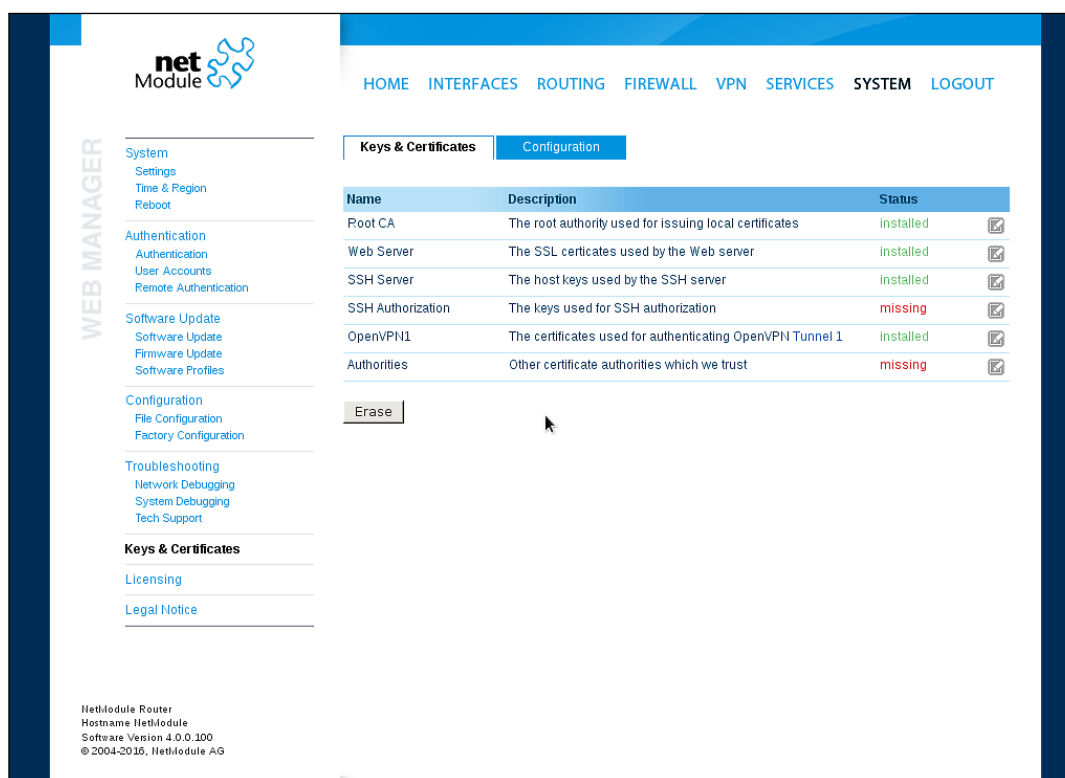 net
Module
HOME INTERFACES ROUTING FIREWALL VPN SERVICES SYSTEM LOGOUT
WEB MANAGER
System
Settings
Time & Region
Reboot
Authentication
Authentication
User Accounts
Remote Authentication
Software Update
Software Update
Firmware Update
Software Profiles
Configuration
File Configuration
Factory Configuration
Troubleshooting
Network Debugging
System Debugging
Tech Support
Keys & Certificates
Licensing
Legal Notice
Keys & Certificates Configuration
Name Description Status
Root CA The root authority used for issuing local certificates installed
Web Server The SSL certicates used by the Web server installed
SSH Server The host keys used by the SSH server installed
SSH Authorization The keys used for SSH authorization missing
OpenVPN1 The certificates used for authenticating OpenVPN Tunnel 1 installed
Authorities Other certificate authorities which we trust missing
Erase
NetModule Router
Hostname NetModule
Software Version 4.0.0.100
© 2004-2016, NetModule AG